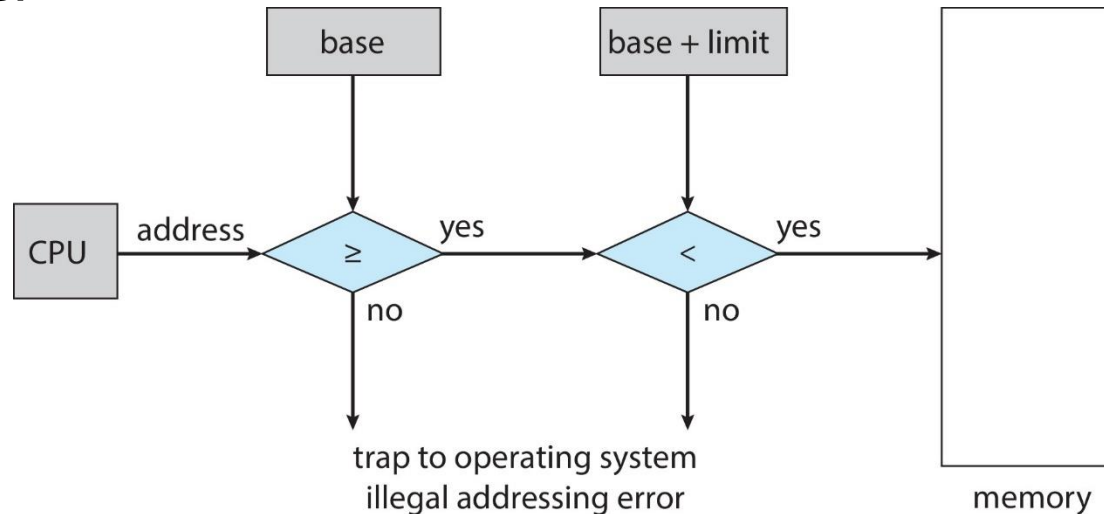 base
base + limit
CPU
address
≥
yes
<
yes
no
no
trap to operating system
illegal addressing error
memory